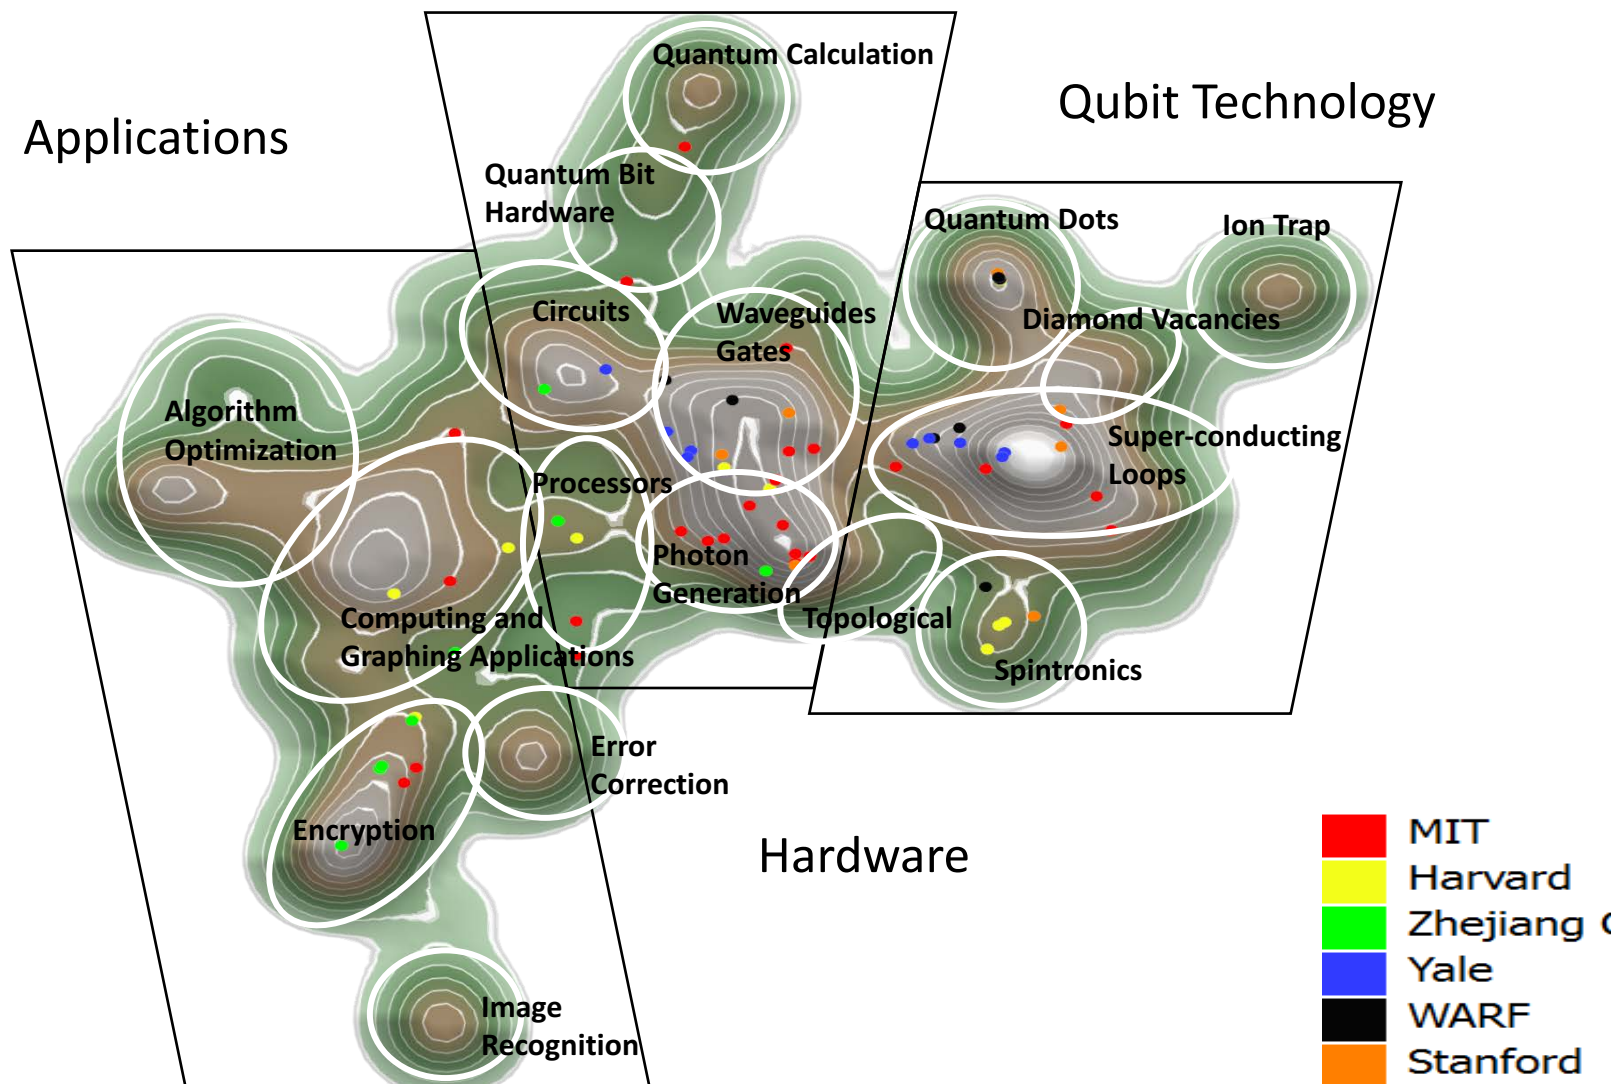 Applications
Qubit Technology
Hardware
Quantum Calculation
Quantum Bit
Hardware
Circuits
Waveguides
Gates
Quantum Dots
Ion Trap
Diamond Vacancies
Algorithm
Optimization
Super-conducting
Loops
Processors
Photon
Generation
Computing and
Graphing Applications
Topological
Spintronics
Error
Correction
Encryption
Image
Recognition
MIT
Harvard
Zhejiang
Yale
WARF
Stanford